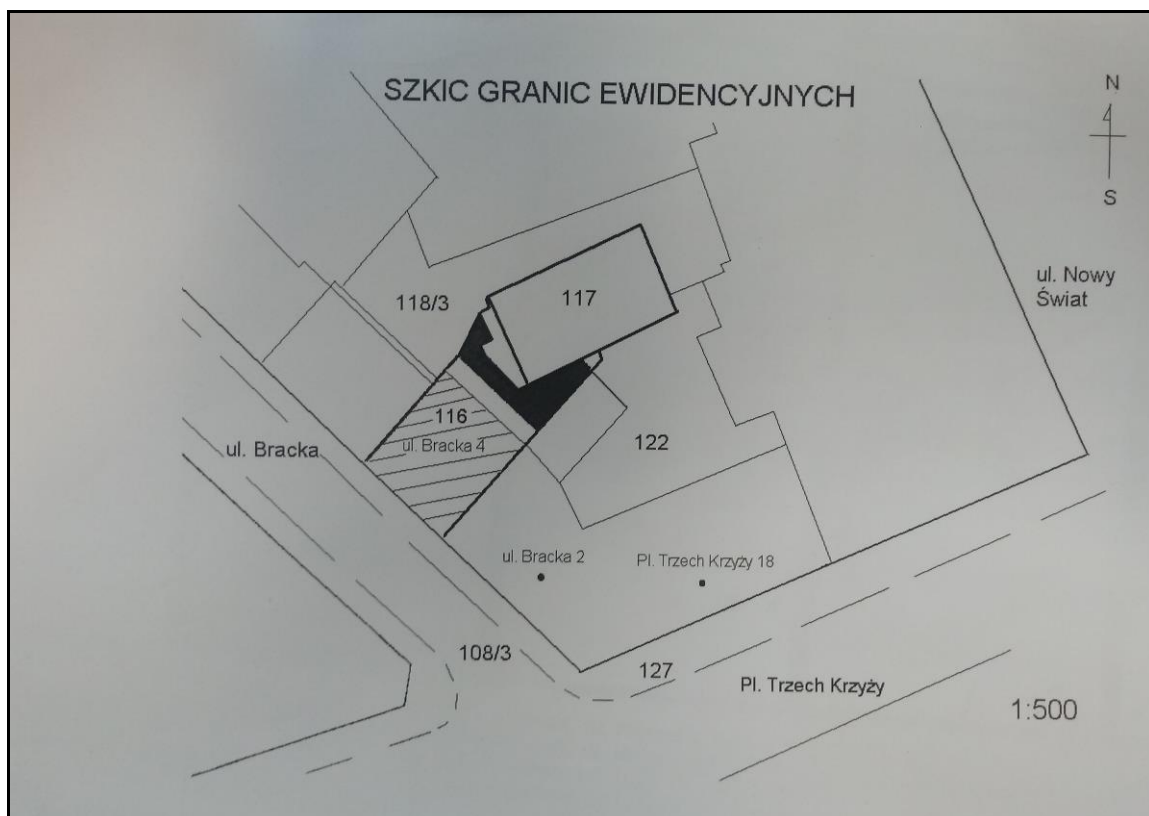 SZKIC GRANIC EWIDENCYJNYCH
N
S
ul. Nowy
Świat
117
118/3
116
ul. Bracka 4
ul. Bracka
122
ul. Bracka 2
Pl. Trzech Krzyży 18
108/3
127
Pl. Trzech Krzyży
1:500